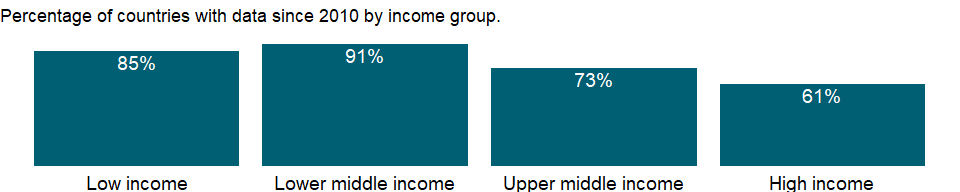 Percentage of countries with data since 2010 by income group.
85% 91% 73% 61%
Low income Lower middle income Upper middle income High income